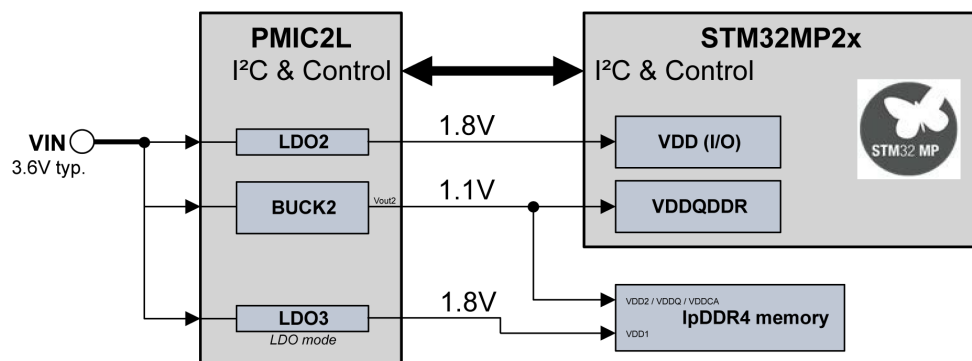 PMIC2L
I²C & Control
STM32MP2x
I²C & Control
STM32 MP
VIN
3.6V typ.
LDO2
1.8V
VDD (I/O)
BUCK2
Vout2
1.1V
VDDQDDR
LDO3
LDO mode
1.8V
VDD2 / VDDQ / VDDCA
lpDDR4 memory
VDD1